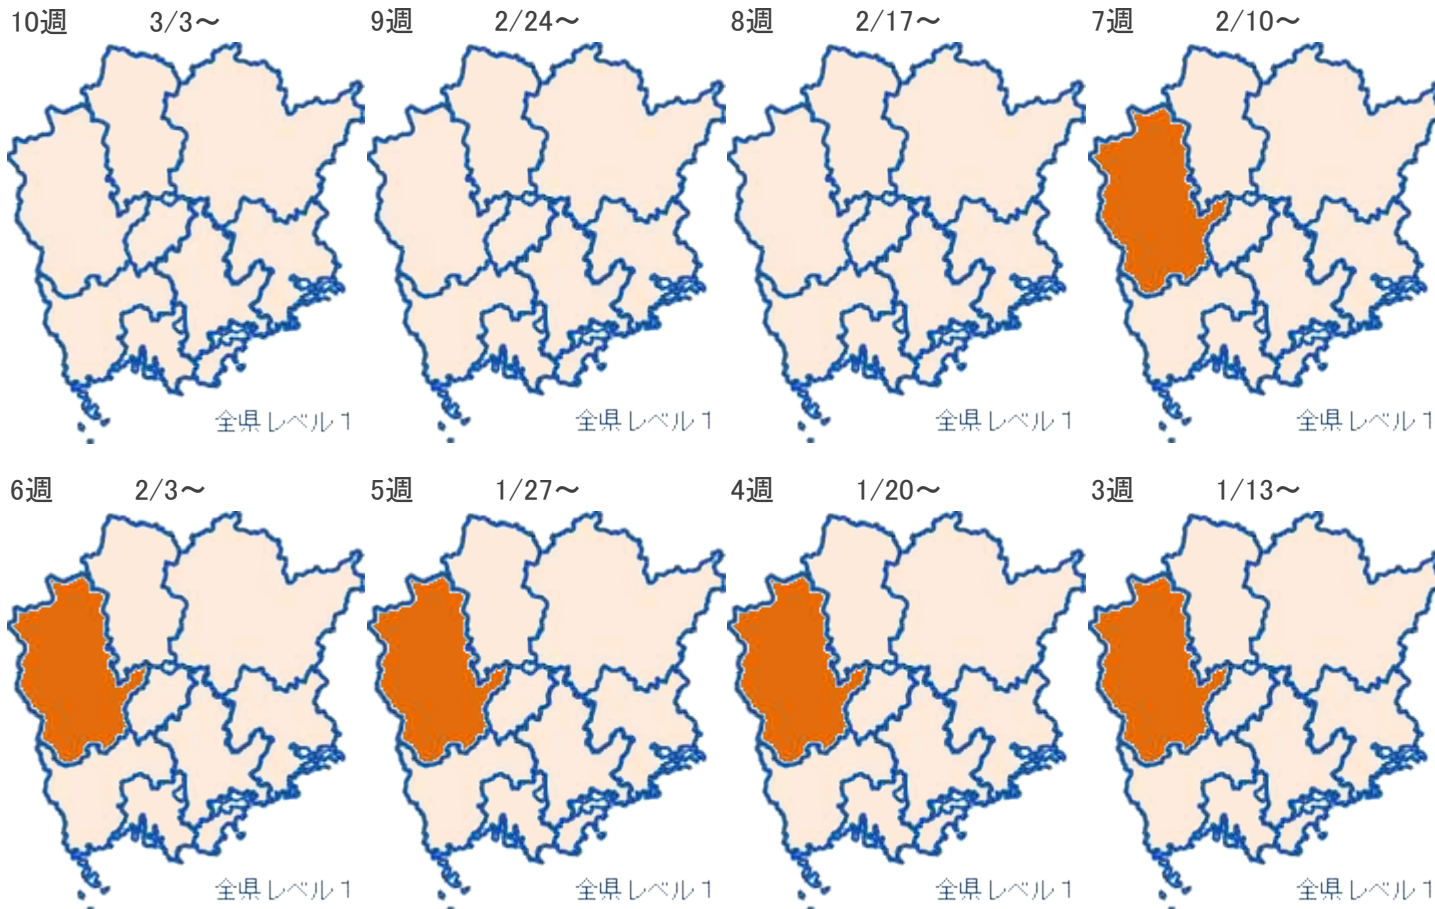 10週 3/3～ 9週 2/24～ 8週 2/17～ 7週 2/10～
全県レベル1 全県レベル1 全県レベル1 全県レベル1
6週 2/3～ 5週 1/27～ 4週 1/20～ 3週 1/13～
全県レベル1 全県レベル1 全県レベル1 全県レベル1